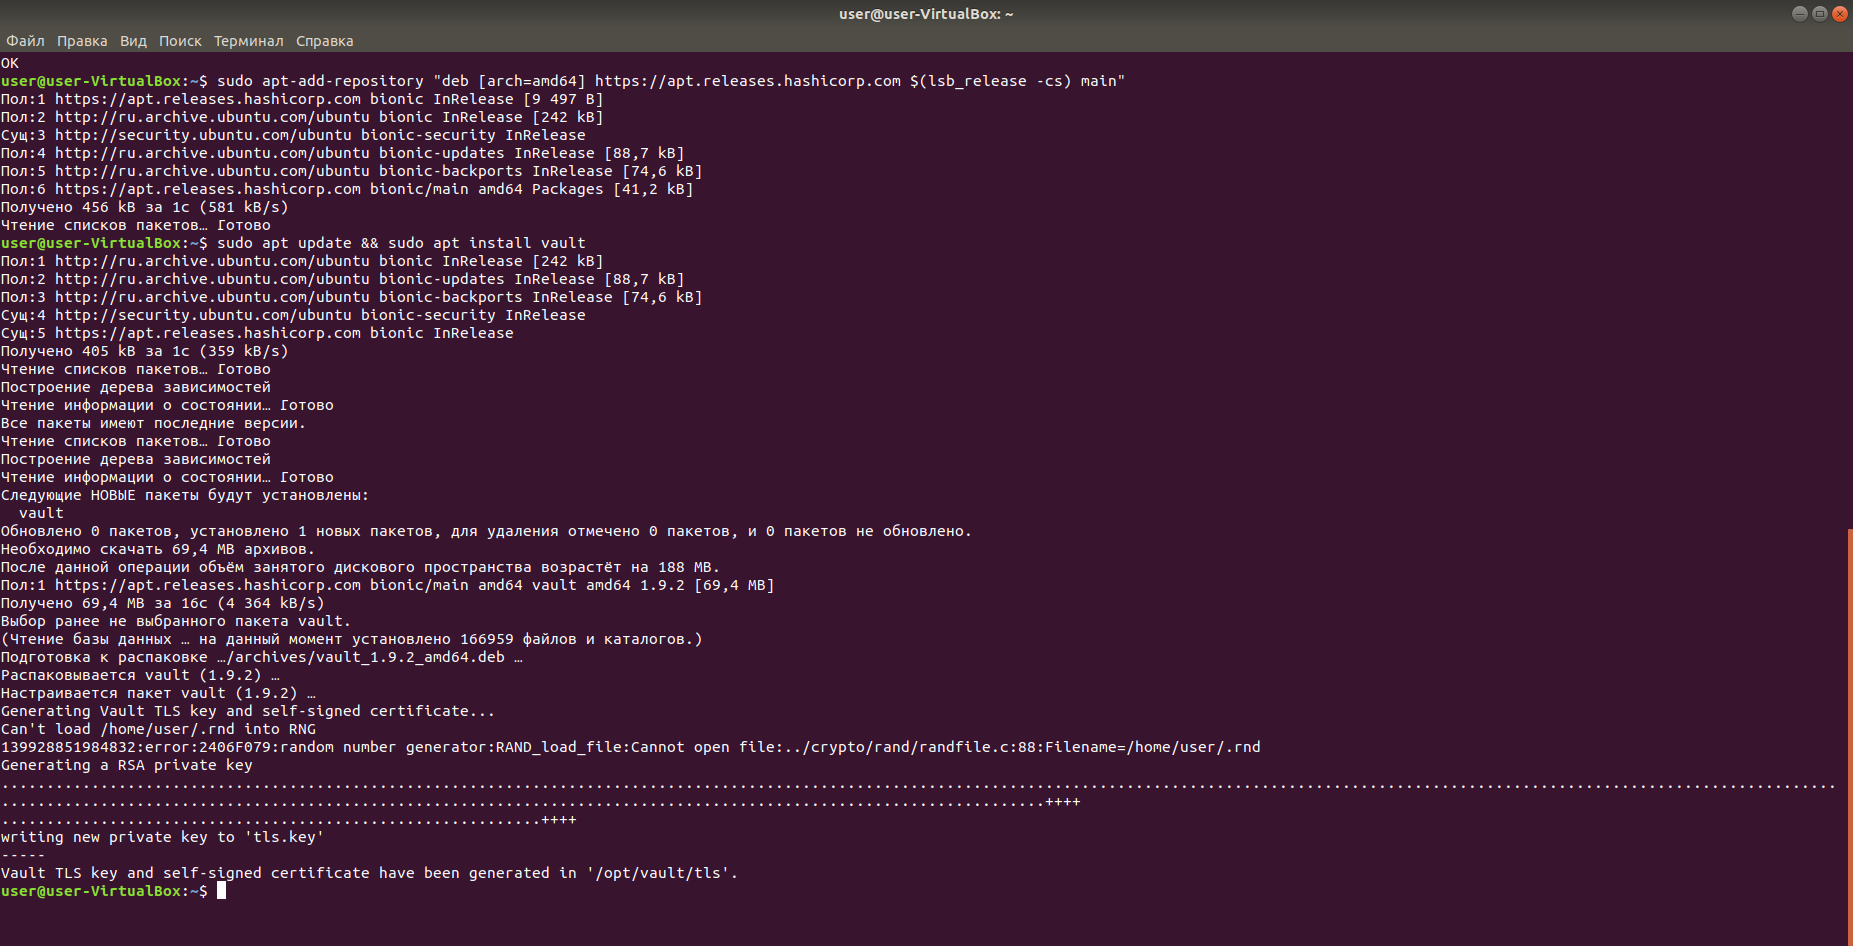 user@user-VirtualBox: ~
Файл Правка Вид Поиск Терминал Справка
OK
user@user-VirtualBox:~$ sudo apt-add-repository "deb [arch=amd64] https://apt.releases.hashicorp.com $(lsb_release -cs) main"
Пол:1 https://apt.releases.hashicorp.com bionic InRelease [9 497 B]
Пол:2 http://ru.archive.ubuntu.com/ubuntu bionic InRelease [242 kB]
Сущ:3 http://security.ubuntu.com/ubuntu bionic-security InRelease
Пол:4 http://ru.archive.ubuntu.com/ubuntu bionic-updates InRelease [88,7 kB]
Пол:5 http://ru.archive.ubuntu.com/ubuntu bionic-backports InRelease [74,6 kB]
Пол:6 https://apt.releases.hashicorp.com bionic/main amd64 Packages [41,2 kB]
Получено 456 kB за 1с (581 kB/s)
Чтение списков пакетов… Готово
user@user-VirtualBox:~$ sudo apt update && sudo apt install vault
Пол:1 http://ru.archive.ubuntu.com/ubuntu bionic InRelease [242 kB]
Пол:2 http://ru.archive.ubuntu.com/ubuntu bionic-updates InRelease [88,7 kB]
Пол:3 http://ru.archive.ubuntu.com/ubuntu bionic-backports InRelease [74,6 kB]
Сущ:4 http://security.ubuntu.com/ubuntu bionic-security InRelease
Сущ:5 https://apt.releases.hashicorp.com bionic InRelease
Получено 405 kB за 1с (359 kB/s)
Чтение списков пакетов… Готово
Построение дерева зависимостей
Чтение информации о состоянии… Готово
Все пакеты имеют последние версии.
Чтение списков пакетов… Готово
Построение дерева зависимостей
Чтение информации о состоянии… Готово
Следующие НОВЫЕ пакеты будут установлены:
  vault
Обновлено 0 пакетов, установлено 1 новых пакетов, для удаления отмечено 0 пакетов, и 0 пакетов не обновлено.
Необходимо скачать 69,4 MB архивов.
После данной операции объём занятого дискового пространства возрастёт на 188 MB.
Пол:1 https://apt.releases.hashicorp.com bionic/main amd64 vault amd64 1.9.2 [69,4 MB]
Получено 69,4 MB за 16с (4 364 kB/s)
Выбор ранее не выбранного пакета vault.
(Чтение базы данных … на данный момент установлено 166959 файлов и каталогов.)
Подготовка к распаковке …/archives/vault_1.9.2_amd64.deb …
Распаковывается vault (1.9.2) …
Настраивается пакет vault (1.9.2) …
Generating Vault TLS key and self-signed certificate...
Can't load /home/user/.rnd into RNG
139928851984832:error:2406F079:random number generator:RAND_load_file:Cannot open file:../crypto/rand/randfile.c:88:Filename=/home/user/.rnd
Generating a RSA private key
............................................................................................................................................................................................................
....................................................................................................................++++
............................................................++++
writing new private key to 'tls.key'
-----
Vault TLS key and self-signed certificate have been generated in '/opt/vault/tls'.
user@user-VirtualBox:~$